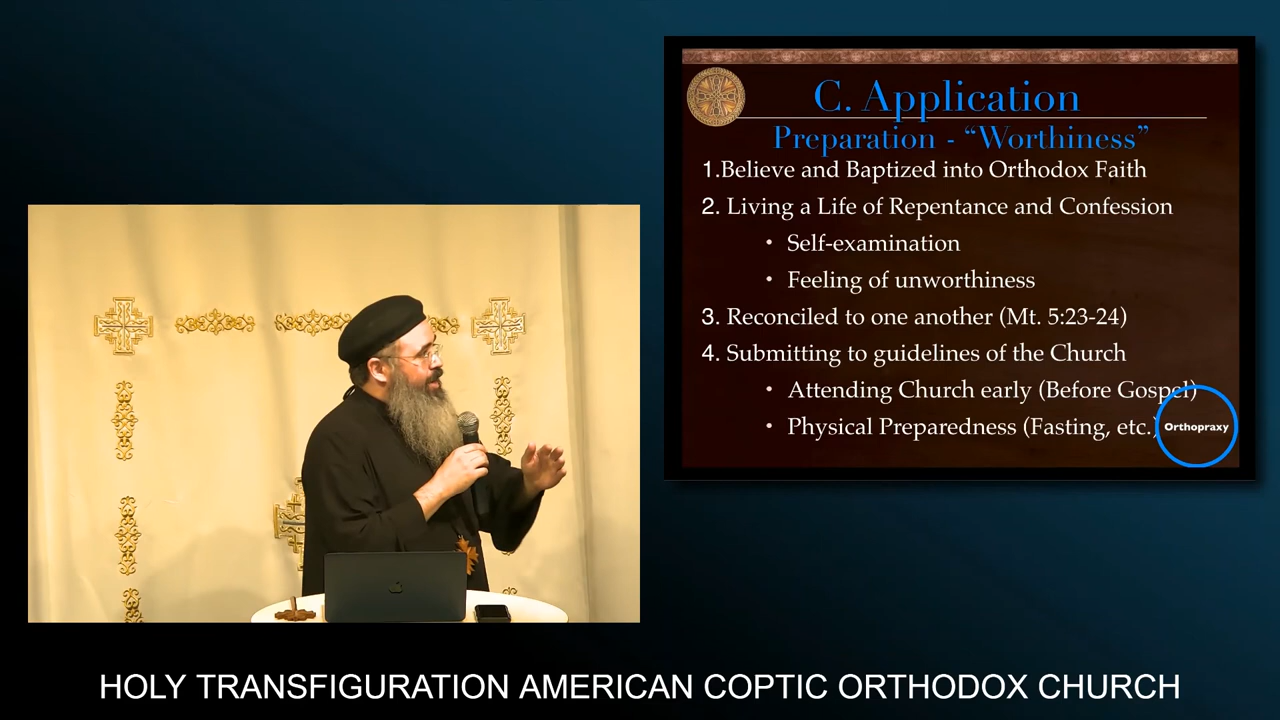 C. Application
Preparation - “Worthiness”
1.Believe and Baptized into Orthodox Faith
2. Living a Life of Repentance and Confession
• Self-examination
• Feeling of unworthiness
3. Reconciled to one another (Mt. 5:23-24)
4. Submitting to guidelines of the Church
• Attending Church early (Before Gospel)
• Physical Preparedness (Fasting, etc.)
Orthopraxy
HOLY TRANSFIGURATION AMERICAN COPTIC ORTHODOX CHURCH